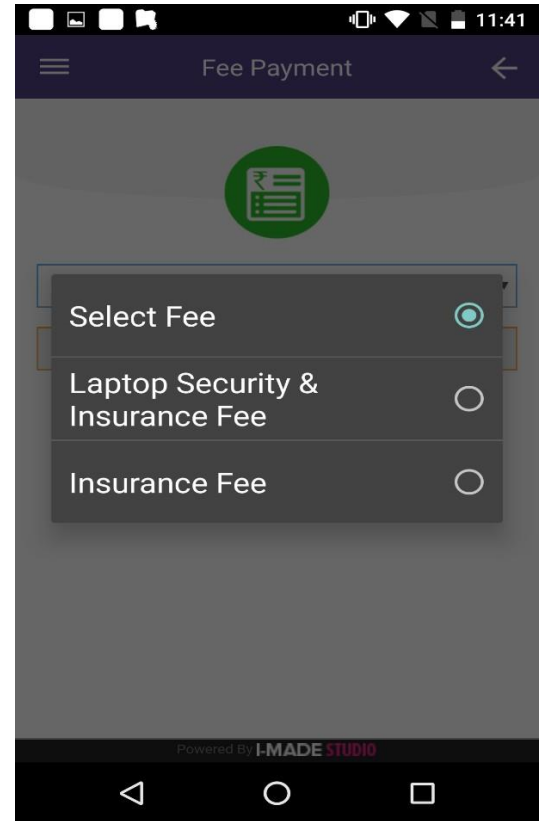 11:41
Fee Payment
₹
Select Fee
Laptop Security &
Insurance Fee
Insurance Fee
Powered By I-MADE STUDIO